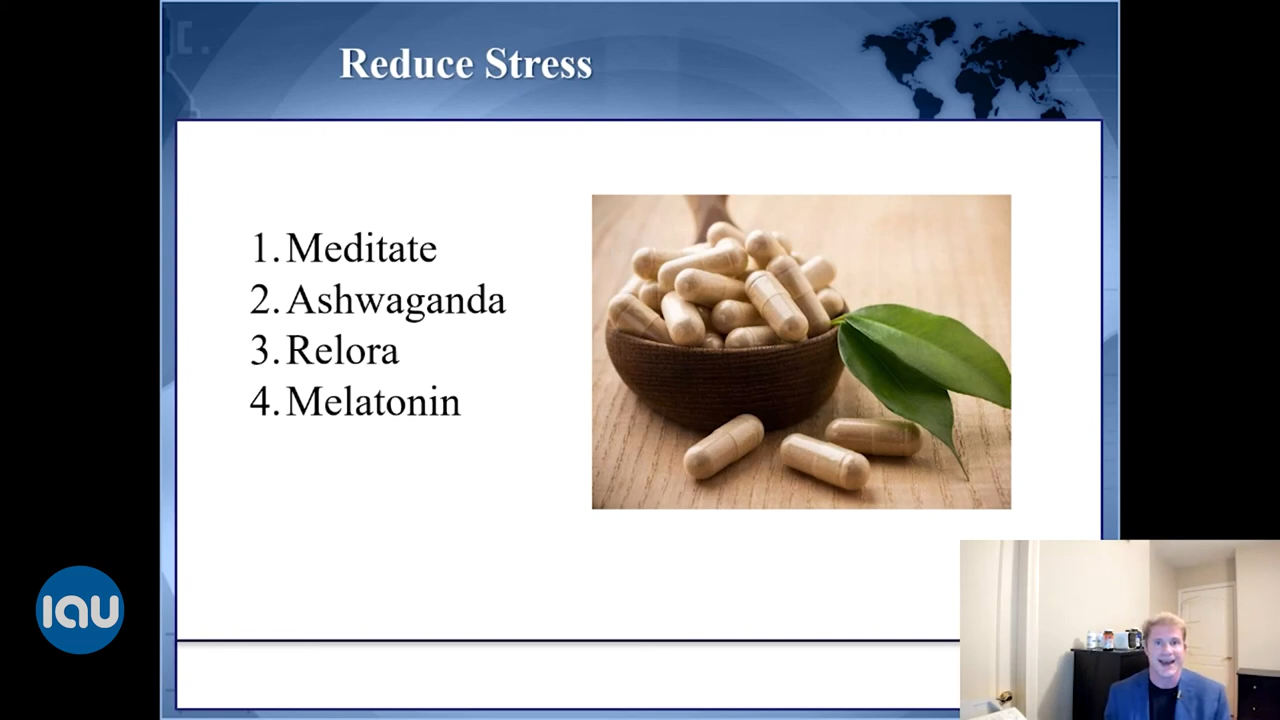 Reduce Stress
1. Meditate
2. Ashwaganda
3. Relora
4. Melatonin
IAU